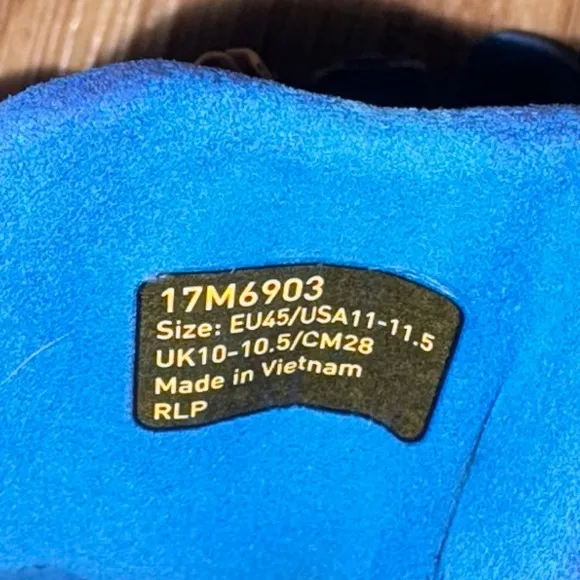 17M6903
Size: EU45/USA11-11.5
UK10-10.5/CM28
Made in Vietnam
RLP